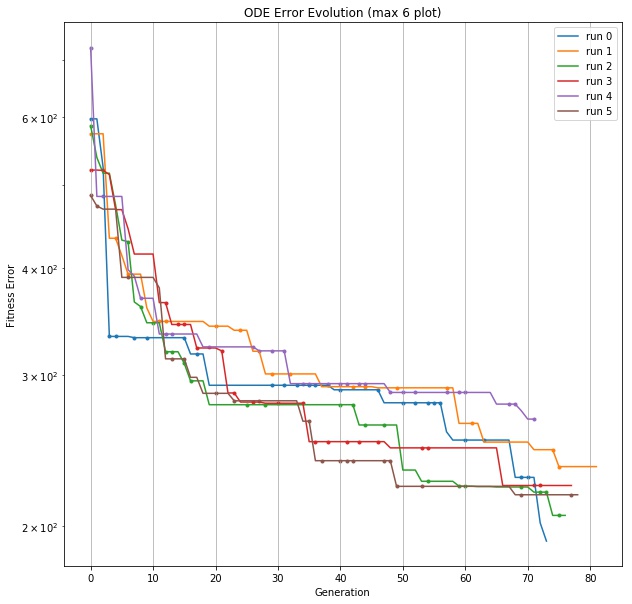 ODE Error Evolution (max 6 plot)
run 0
run 1
run 2
run 3
run 4
run 5
6 × 10²
4 × 10²
3 × 10²
2 × 10²
Fitness Error
0 10 20 30 40 50 60 70 80
Generation